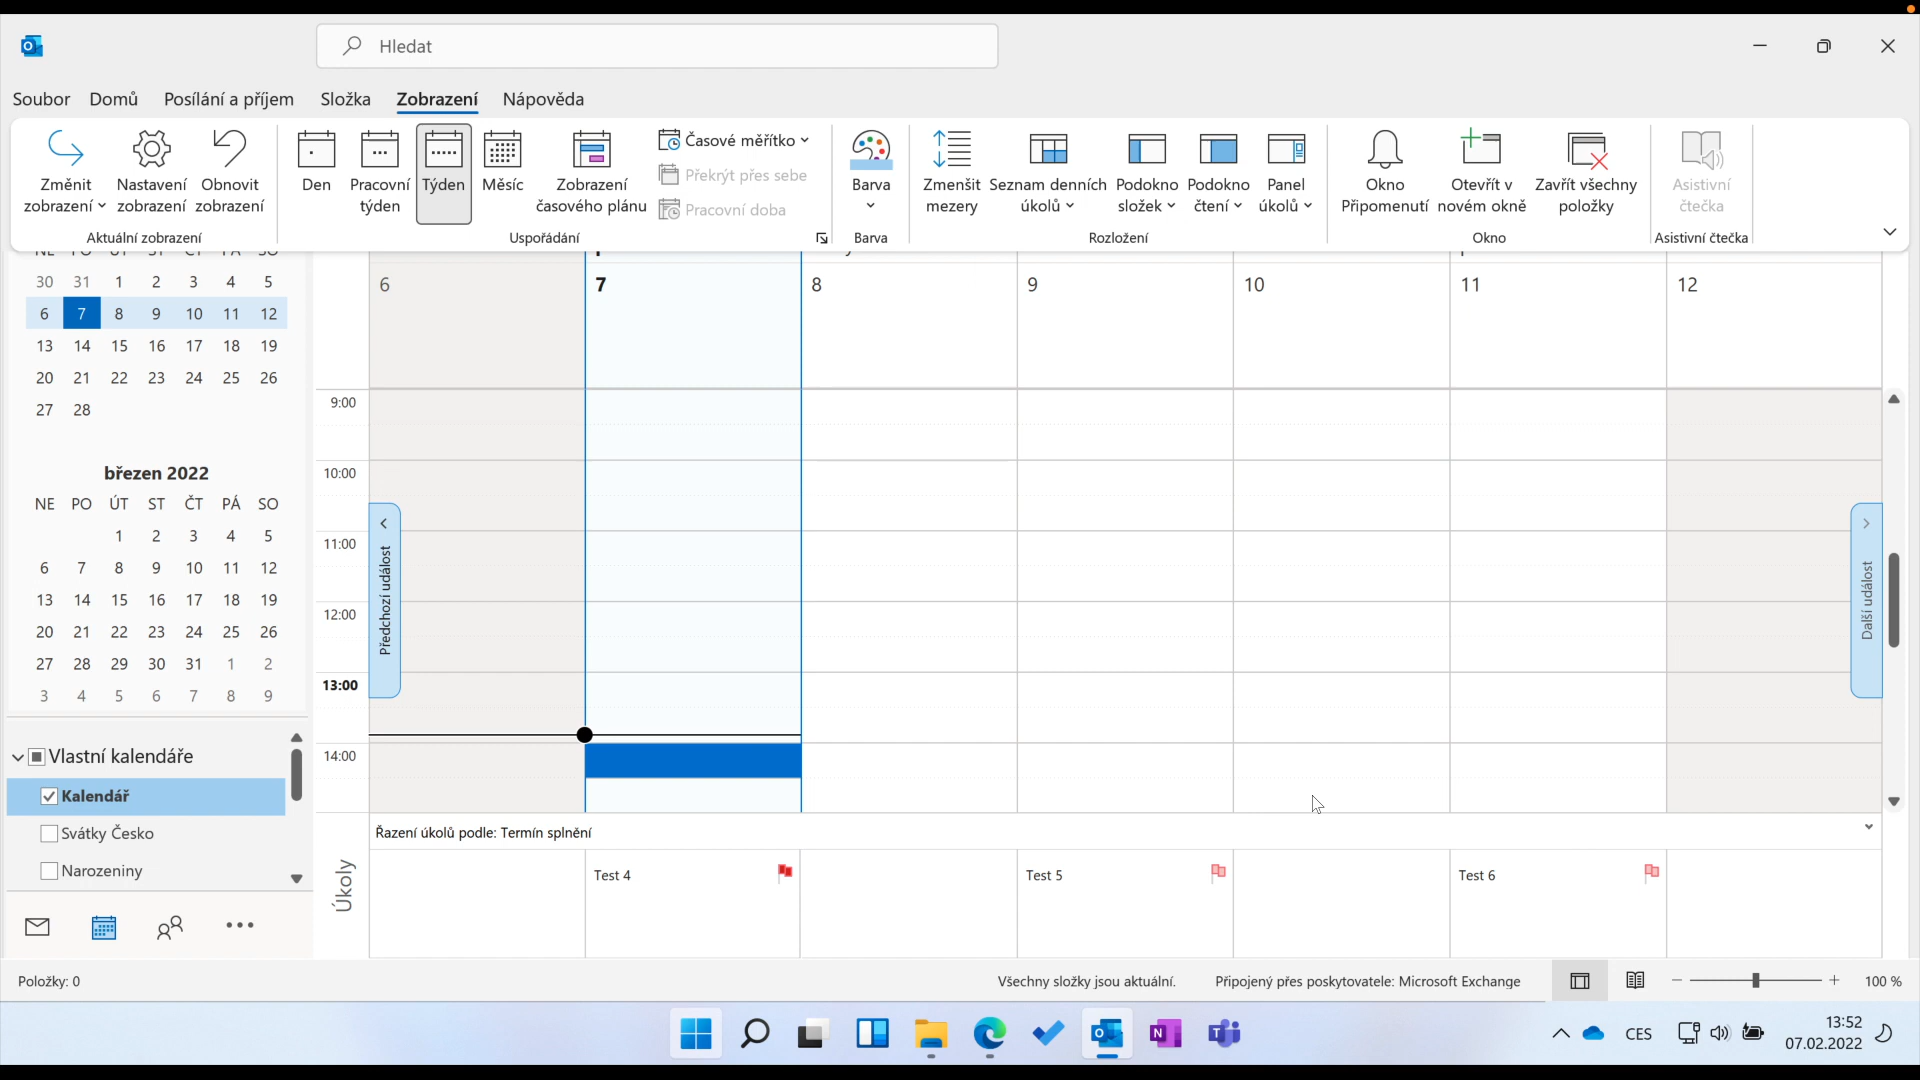 Hledat
Soubor Domů Posílání a příjem Složka Zobrazení Nápověda
Změnit zobrazení
Nastavení zobrazení
Obnovit zobrazení
Aktuální zobrazení
Den
Pracovní týden
Týden
Měsíc
Zobrazení časového plánu
Časové měřítko
Překrýt přes sebe
Pracovní doba
Uspořádání
Barva
Barva
Zmenšit mezery
Seznam denních úkolů
Podokno složek
Podokno čtení
Panel úkolů
Rozložení
Okno Připomenutí
Otevřít v novém okně
Zavřít všechny položky
Okno
Asistivní čtečka
Asistivní čtečka
30 31 1 2 3 4 5
6 7 8 9 10 11 12
13 14 15 16 17 18 19
20 21 22 23 24 25 26
27 28
březen 2022
NE PO ÚT ST ČT PÁ SO
1 2 3 4 5
6 7 8 9 10 11 12
13 14 15 16 17 18 19
20 21 22 23 24 25 26
27 28 29 30 31 1 2
3 4 5 6 7 8 9
Vlastní kalendáře
Kalendář
Svátky Česko
Narozeniny
6 7 8 9 10 11 12
9:00
10:00
11:00
12:00
13:00
14:00
Předchozí událost
Další událost
Řazení úkolů podle: Termín splnění
Úkoly
Test 4 Test 5 Test 6
Položky: 0
Všechny složky jsou aktuální.
Připojený přes poskytovatele: Microsoft Exchange
100 %
CES
13:52
07.02.2022